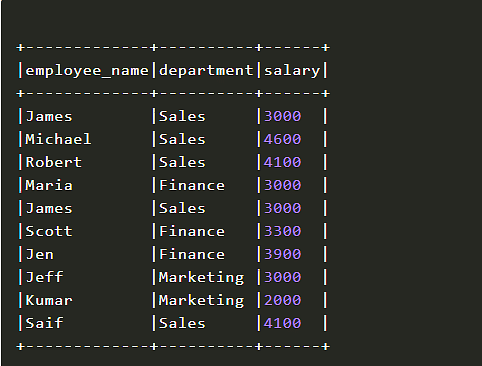 +-------------+----------+------+
|employee_name|department|salary|
+-------------+----------+------+
|James        |Sales     |3000  |
|Michael      |Sales     |4600  |
|Robert       |Sales     |4100  |
|Maria        |Finance   |3000  |
|James        |Sales     |3000  |
|Scott        |Finance   |3300  |
|Jen          |Finance   |3900  |
|Jeff         |Marketing |3000  |
|Kumar        |Marketing |2000  |
|Saif         |Sales     |4100  |
+-------------+----------+------+